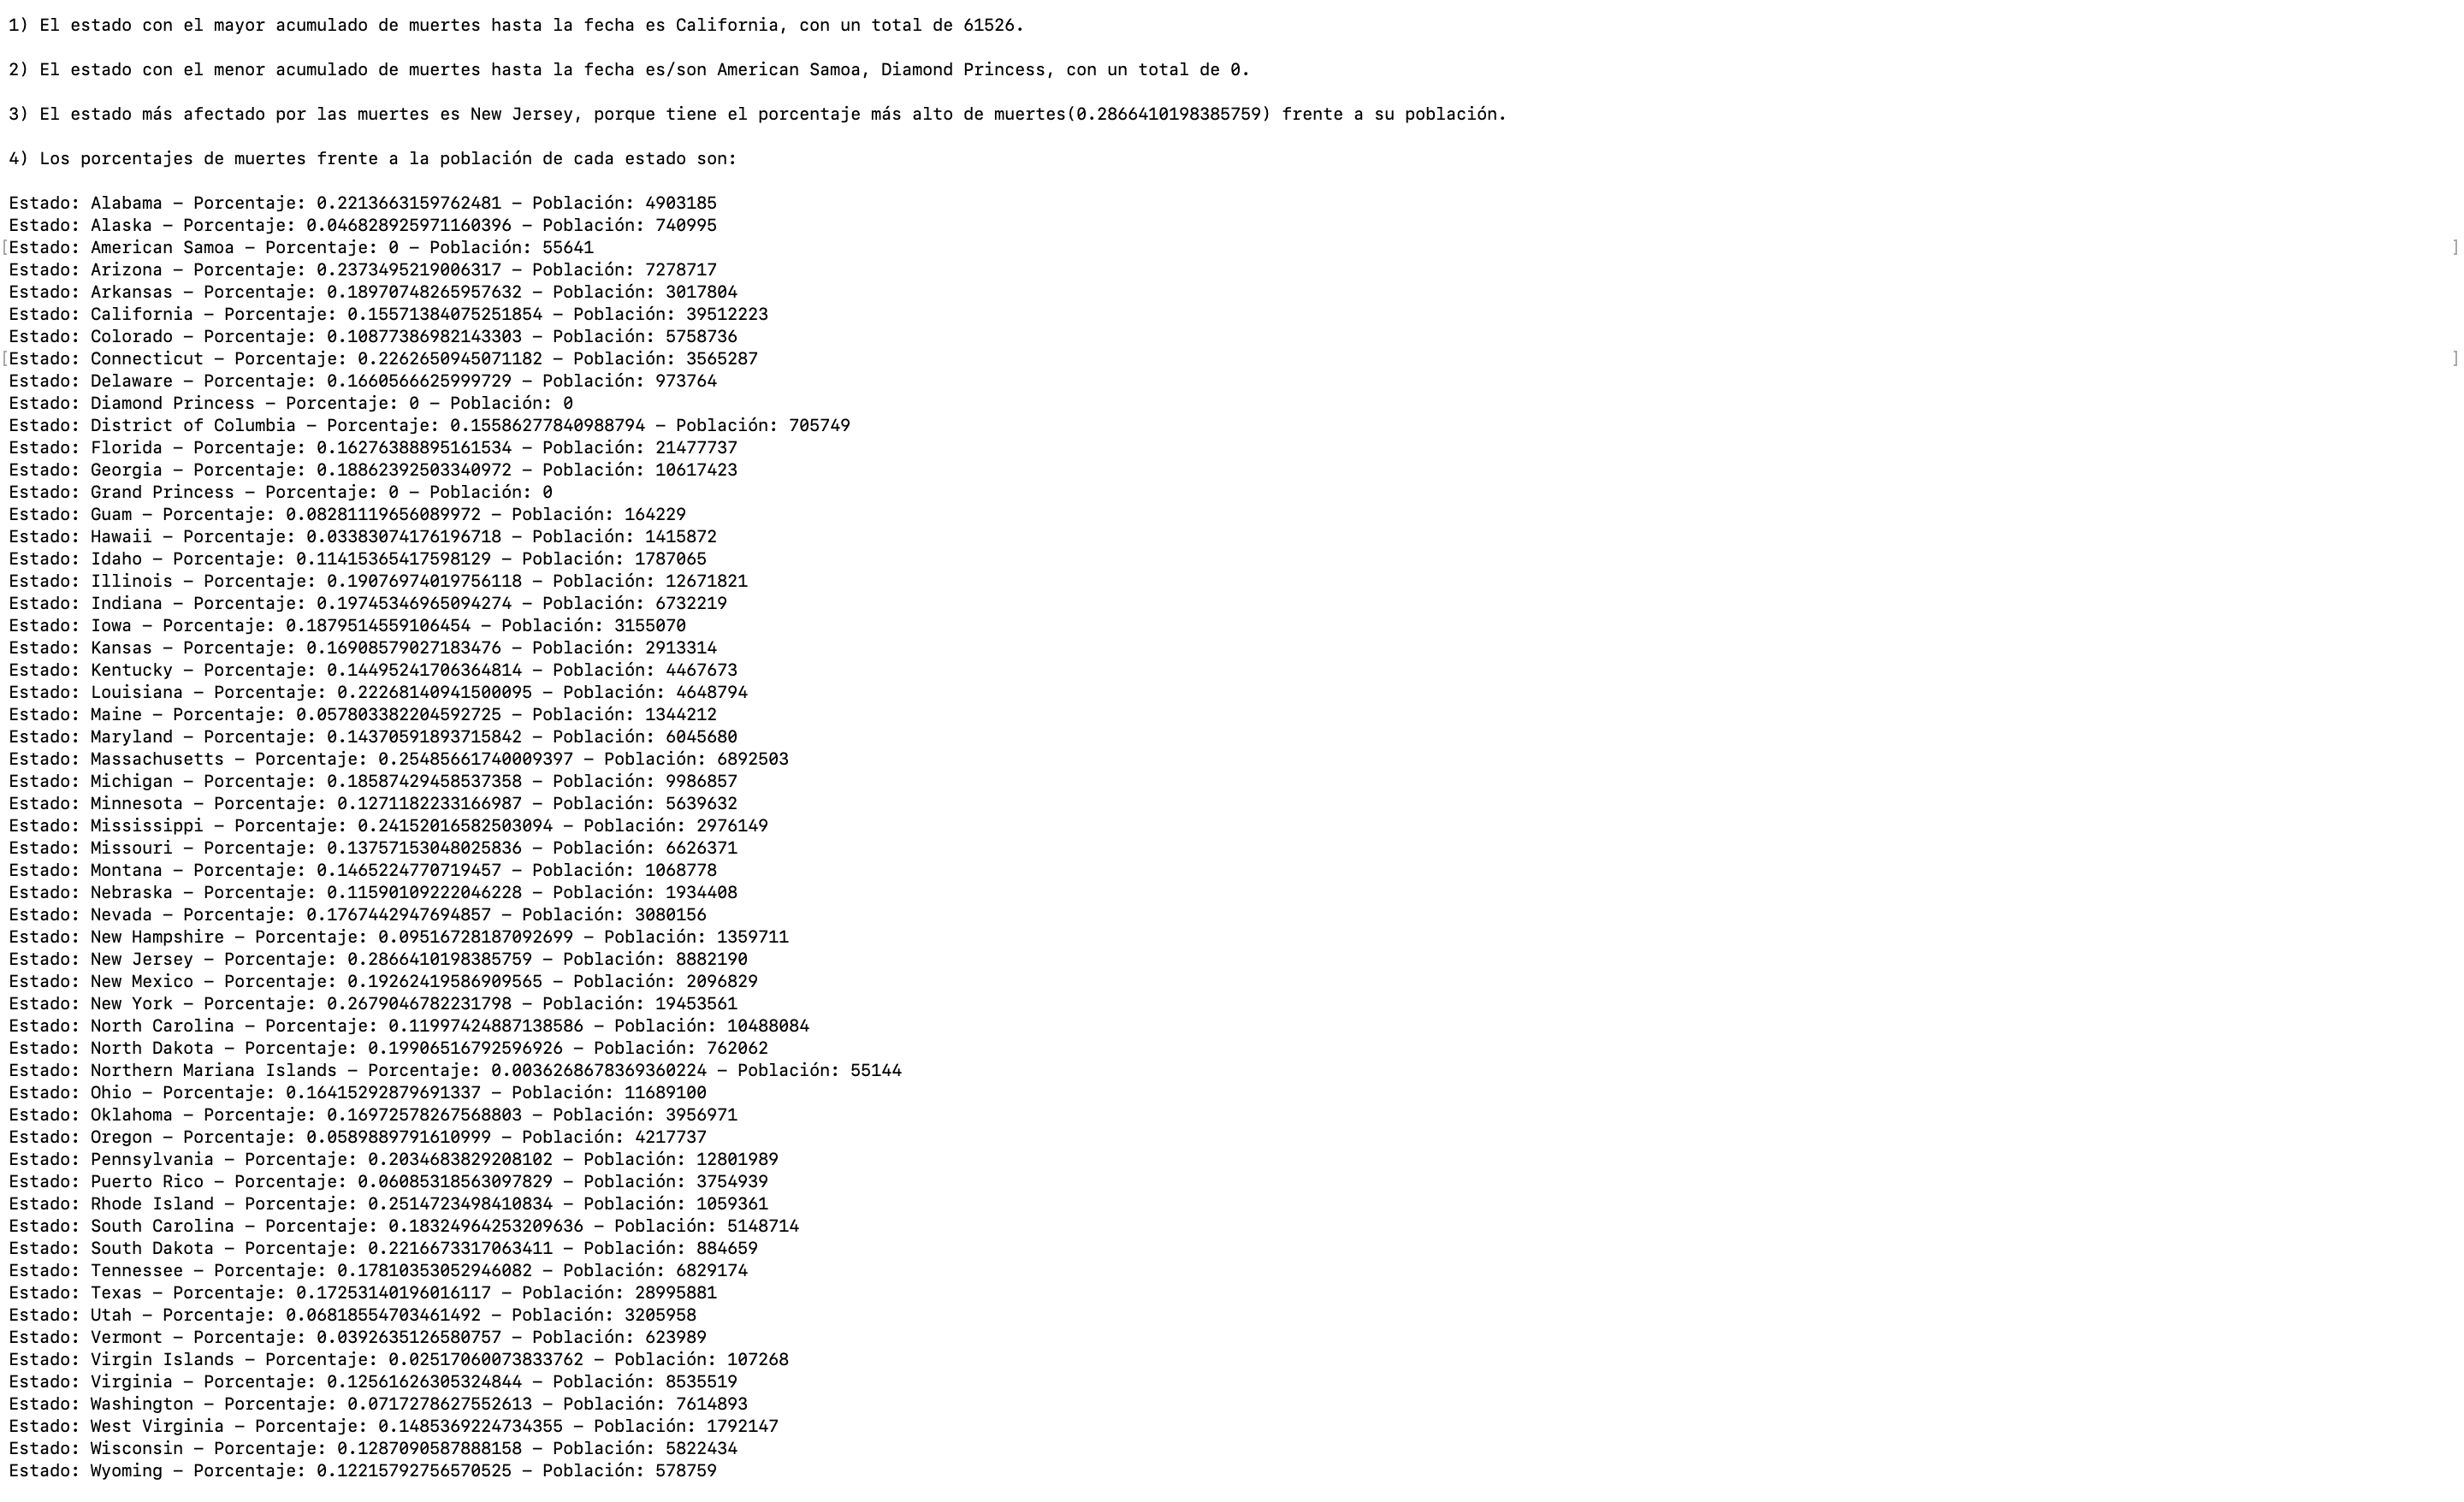 1) El estado con el mayor acumulado de muertes hasta la fecha es California, con un total de 61526.
2) El estado con el menor acumulado de muertes hasta la fecha es/son American Samoa, Diamond Princess, con un total de 0.
3) El estado más afectado por las muertes es New Jersey, porque tiene el porcentaje más alto de muertes(0.2866410198385759) frente a su población.
4) Los porcentajes de muertes frente a la población de cada estado son:
Estado: Alabama – Porcentaje: 0.2213663159762481 – Población: 4903185
Estado: Alaska – Porcentaje: 0.046828925971160396 – Población: 740995
[Estado: American Samoa – Porcentaje: 0 – Población: 55641 ]
Estado: Arizona – Porcentaje: 0.2373495219006317 – Población: 7278717
Estado: Arkansas – Porcentaje: 0.18970748265957632 – Población: 3017804
Estado: California – Porcentaje: 0.15571384075251854 – Población: 39512223
Estado: Colorado – Porcentaje: 0.10877386982143303 – Población: 5758736
[Estado: Connecticut – Porcentaje: 0.2262650945071182 – Población: 3565287 ]
Estado: Delaware – Porcentaje: 0.1660566625999729 – Población: 973764
Estado: Diamond Princess – Porcentaje: 0 – Población: 0
Estado: District of Columbia – Porcentaje: 0.15586277840988794 – Población: 705749
Estado: Florida – Porcentaje: 0.16276388895161534 – Población: 21477737
Estado: Georgia – Porcentaje: 0.18862392503340972 – Población: 10617423
Estado: Grand Princess – Porcentaje: 0 – Población: 0
Estado: Guam – Porcentaje: 0.08281119656089972 – Población: 164229
Estado: Hawaii – Porcentaje: 0.03383074176196718 – Población: 1415872
Estado: Idaho – Porcentaje: 0.11415365417598129 – Población: 1787065
Estado: Illinois – Porcentaje: 0.19076974019756118 – Población: 12671821
Estado: Indiana – Porcentaje: 0.19745346965094274 – Población: 6732219
Estado: Iowa – Porcentaje: 0.1879514559106454 – Población: 3155070
Estado: Kansas – Porcentaje: 0.16908579027183476 – Población: 2913314
Estado: Kentucky – Porcentaje: 0.14495241706364814 – Población: 4467673
Estado: Louisiana – Porcentaje: 0.22268140941500095 – Población: 4648794
Estado: Maine – Porcentaje: 0.057803382204592725 – Población: 1344212
Estado: Maryland – Porcentaje: 0.14370591893715842 – Población: 6045680
Estado: Massachusetts – Porcentaje: 0.25485661740009397 – Población: 6892503
Estado: Michigan – Porcentaje: 0.18587429458537358 – Población: 9986857
Estado: Minnesota – Porcentaje: 0.1271182233166987 – Población: 5639632
Estado: Mississippi – Porcentaje: 0.24152016582503094 – Población: 2976149
Estado: Missouri – Porcentaje: 0.13757153048025836 – Población: 6626371
Estado: Montana – Porcentaje: 0.1465224770719457 – Población: 1068778
Estado: Nebraska – Porcentaje: 0.11590109222046228 – Población: 1934408
Estado: Nevada – Porcentaje: 0.1767442947694857 – Población: 3080156
Estado: New Hampshire – Porcentaje: 0.09516728187092699 – Población: 1359711
Estado: New Jersey – Porcentaje: 0.2866410198385759 – Población: 8882190
Estado: New Mexico – Porcentaje: 0.19262419586909565 – Población: 2096829
Estado: New York – Porcentaje: 0.2679046782231798 – Población: 19453561
Estado: North Carolina – Porcentaje: 0.11997424887138586 – Población: 10488084
Estado: North Dakota – Porcentaje: 0.19906516792596926 – Población: 762062
Estado: Northern Mariana Islands – Porcentaje: 0.0036268678369360224 – Población: 55144
Estado: Ohio – Porcentaje: 0.16415292879691337 – Población: 11689100
Estado: Oklahoma – Porcentaje: 0.16972578267568803 – Población: 3956971
Estado: Oregon – Porcentaje: 0.0589889791610999 – Población: 4217737
Estado: Pennsylvania – Porcentaje: 0.2034683829208102 – Población: 12801989
Estado: Puerto Rico – Porcentaje: 0.06085318563097829 – Población: 3754939
Estado: Rhode Island – Porcentaje: 0.2514723498410834 – Población: 1059361
Estado: South Carolina – Porcentaje: 0.18324964253209636 – Población: 5148714
Estado: South Dakota – Porcentaje: 0.2216673317063411 – Población: 884659
Estado: Tennessee – Porcentaje: 0.17810353052946082 – Población: 6829174
Estado: Texas – Porcentaje: 0.17253140196016117 – Población: 28995881
Estado: Utah – Porcentaje: 0.06818554703461492 – Población: 3205958
Estado: Vermont – Porcentaje: 0.0392635126580757 – Población: 623989
Estado: Virgin Islands – Porcentaje: 0.02517060073833762 – Población: 107268
Estado: Virginia – Porcentaje: 0.12561626305324844 – Población: 8535519
Estado: Washington – Porcentaje: 0.0717278627552613 – Población: 7614893
Estado: West Virginia – Porcentaje: 0.1485369224734355 – Población: 1792147
Estado: Wisconsin – Porcentaje: 0.1287090587888158 – Población: 5822434
Estado: Wyoming – Porcentaje: 0.12215792756570525 – Población: 578759